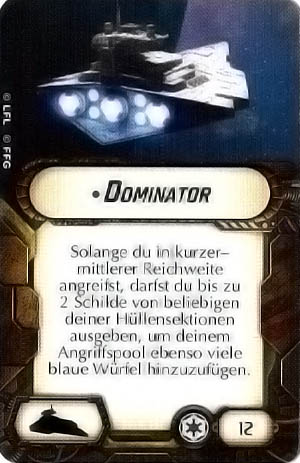 © LFL © FFG
• DOMINATOR
Solange du in kurzer–
mittlerer Reichweite
angreifst, darfst du bis zu
2 Schilde von beliebigen
deiner Hüllensektionen
ausgeben, um deinem
Angriffspool ebenso viele
blaue Würfel hinzuzufügen.
12